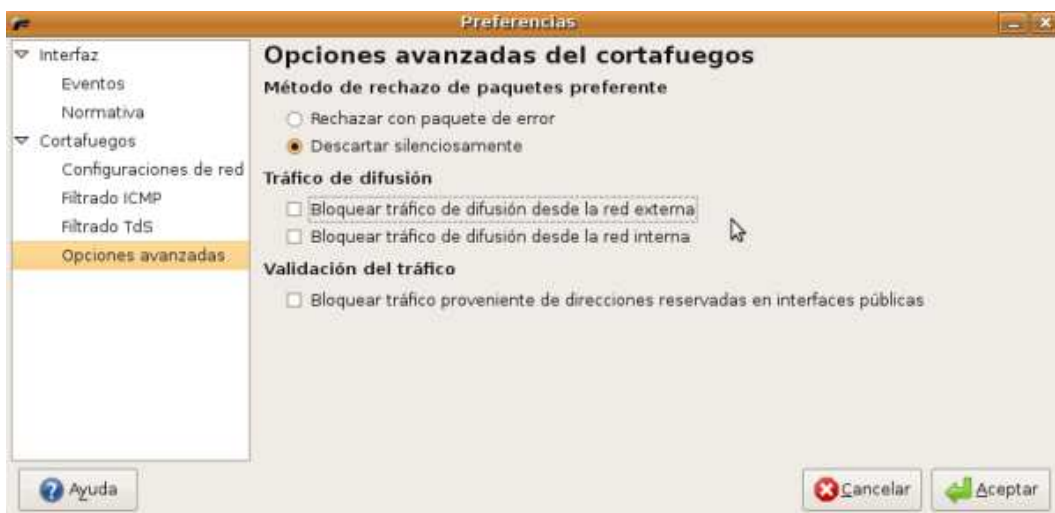 Preferencias
Interfaz
Eventos
Normativa
Cortafuegos
Configuraciones de red
Filtrado ICMP
Filtrado TdS
Opciones avanzadas
Opciones avanzadas del cortafuegos
Método de rechazo de paquetes preferente
Rechazar con paquete de error
Descartar silenciosamente
Tráfico de difusión
Bloquear tráfico de difusión desde la red externa
Bloquear tráfico de difusión desde la red interna
Validación del tráfico
Bloquear tráfico proveniente de direcciones reservadas en interfaces públicas
Ayuda
Cancelar
Aceptar